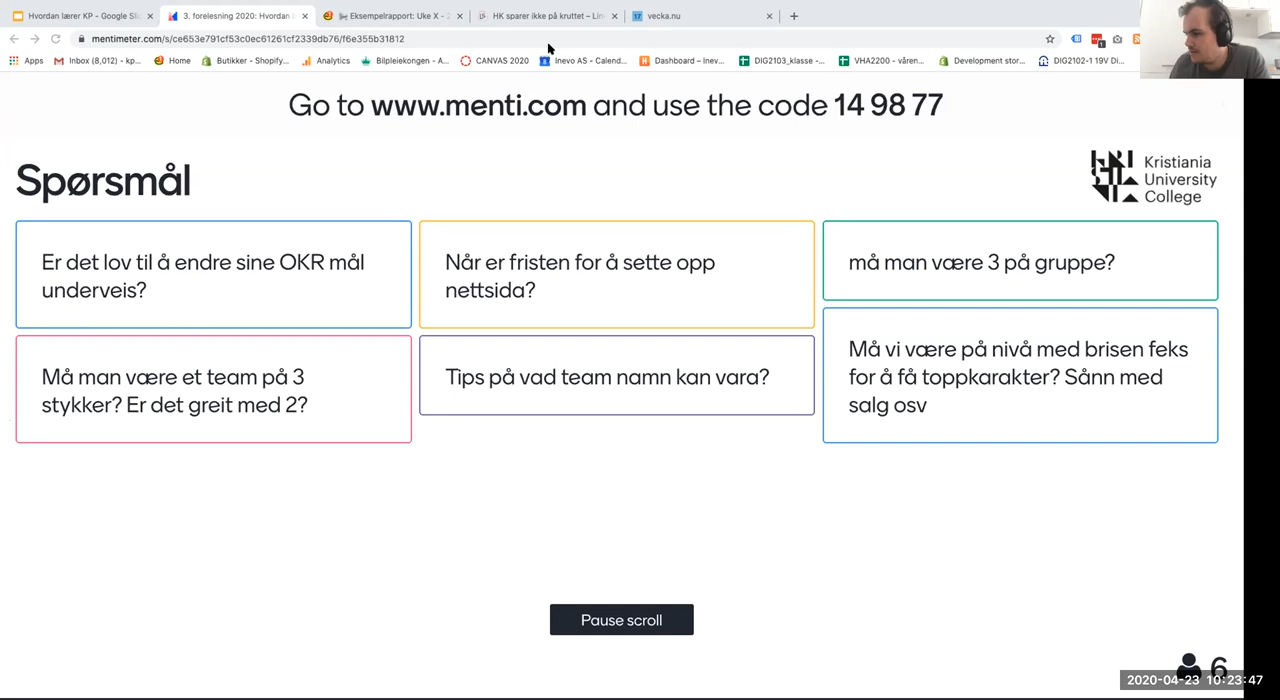 Hvordan lærer KP - Google Sli
3. forelesning 2020: Hvordan
Eksempelrapport: Uke X - 2
HK sparer ikke på kruttet – Lin
17
vecka.nu
mentimeter.com/s/ce653e791cf53c0ec61261cf2339db76/f6e355b31812
Apps
Inbox (8,012) - kp...
Home
Butikker - Shopify...
Analytics
Bilpleiekongen - A...
CANVAS 2020
Inevo AS - Calend...
Dashboard – Inev...
DIG2103_klasse -...
VHA2200 - våren...
Development stor...
DIG2102-1 19V Di...
Go to www.menti.com and use the code 14 98 77
Spørsmål
Kristiania
University
College
Er det lov til å endre sine OKR mål
underveis?
Når er fristen for å sette opp
nettsida?
må man være 3 på gruppe?
Må man være et team på 3
stykker? Er det greit med 2?
Tips på vad team namn kan vara?
Må vi være på nivå med brisen feks
for å få toppkarakter? Sånn med
salg osv
Pause scroll
6
2020-04-23 10:23:47